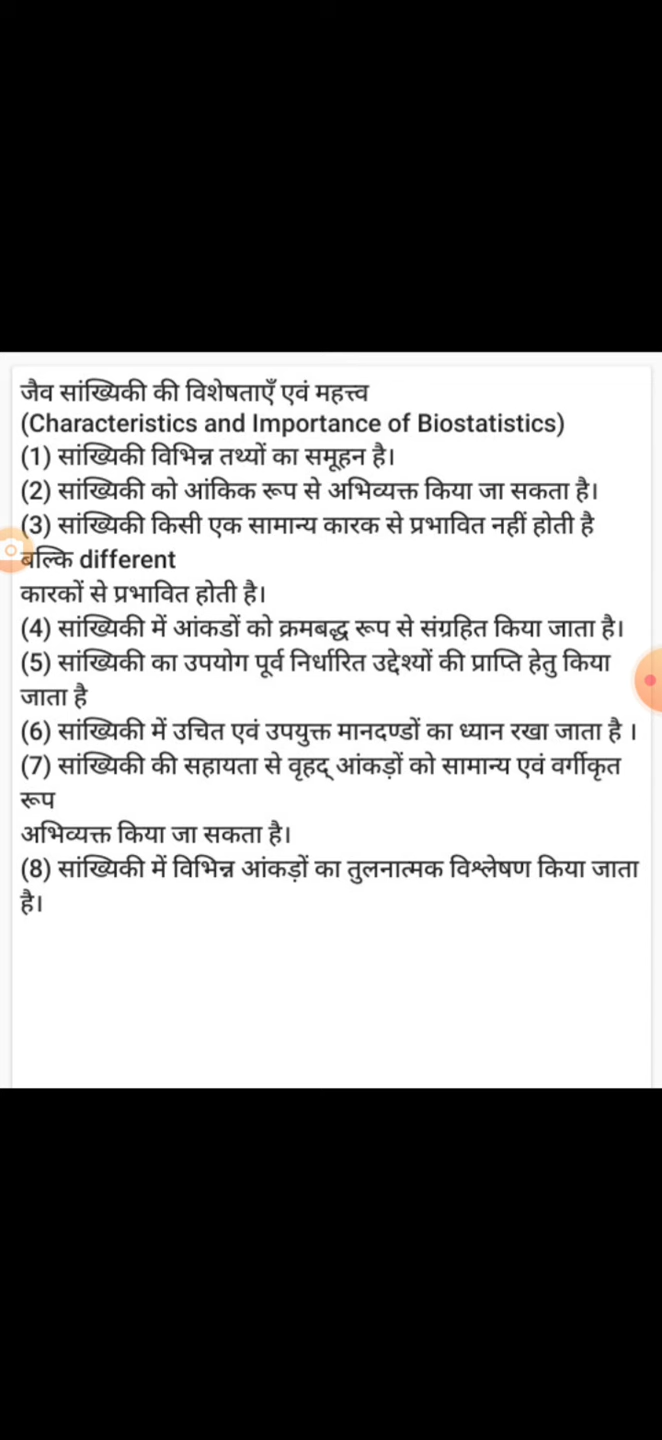 जैव सांख्यिकी की विशेषताएँ एवं महत्त्व
(Characteristics and Importance of Biostatistics)
(1) सांख्यिकी विभिन्न तथ्यों का समूहन है।
(2) सांख्यिकी को आंकिक रूप से अभिव्यक्त किया जा सकता है।
(3) सांख्यिकी किसी एक सामान्य कारक से प्रभावित नहीं होती है
बल्कि different
कारकों से प्रभावित होती है।
(4) सांख्यिकी में आंकडों को क्रमबद्ध रूप से संग्रहित किया जाता है।
(5) सांख्यिकी का उपयोग पूर्व निर्धारित उद्देश्यों की प्राप्ति हेतु किया
जाता है
(6) सांख्यिकी में उचित एवं उपयुक्त मानदण्डों का ध्यान रखा जाता है ।
(7) सांख्यिकी की सहायता से वृहद् आंकड़ों को सामान्य एवं वर्गीकृत
रूप
अभिव्यक्त किया जा सकता है।
(8) सांख्यिकी में विभिन्न आंकड़ों का तुलनात्मक विश्लेषण किया जाता
है।